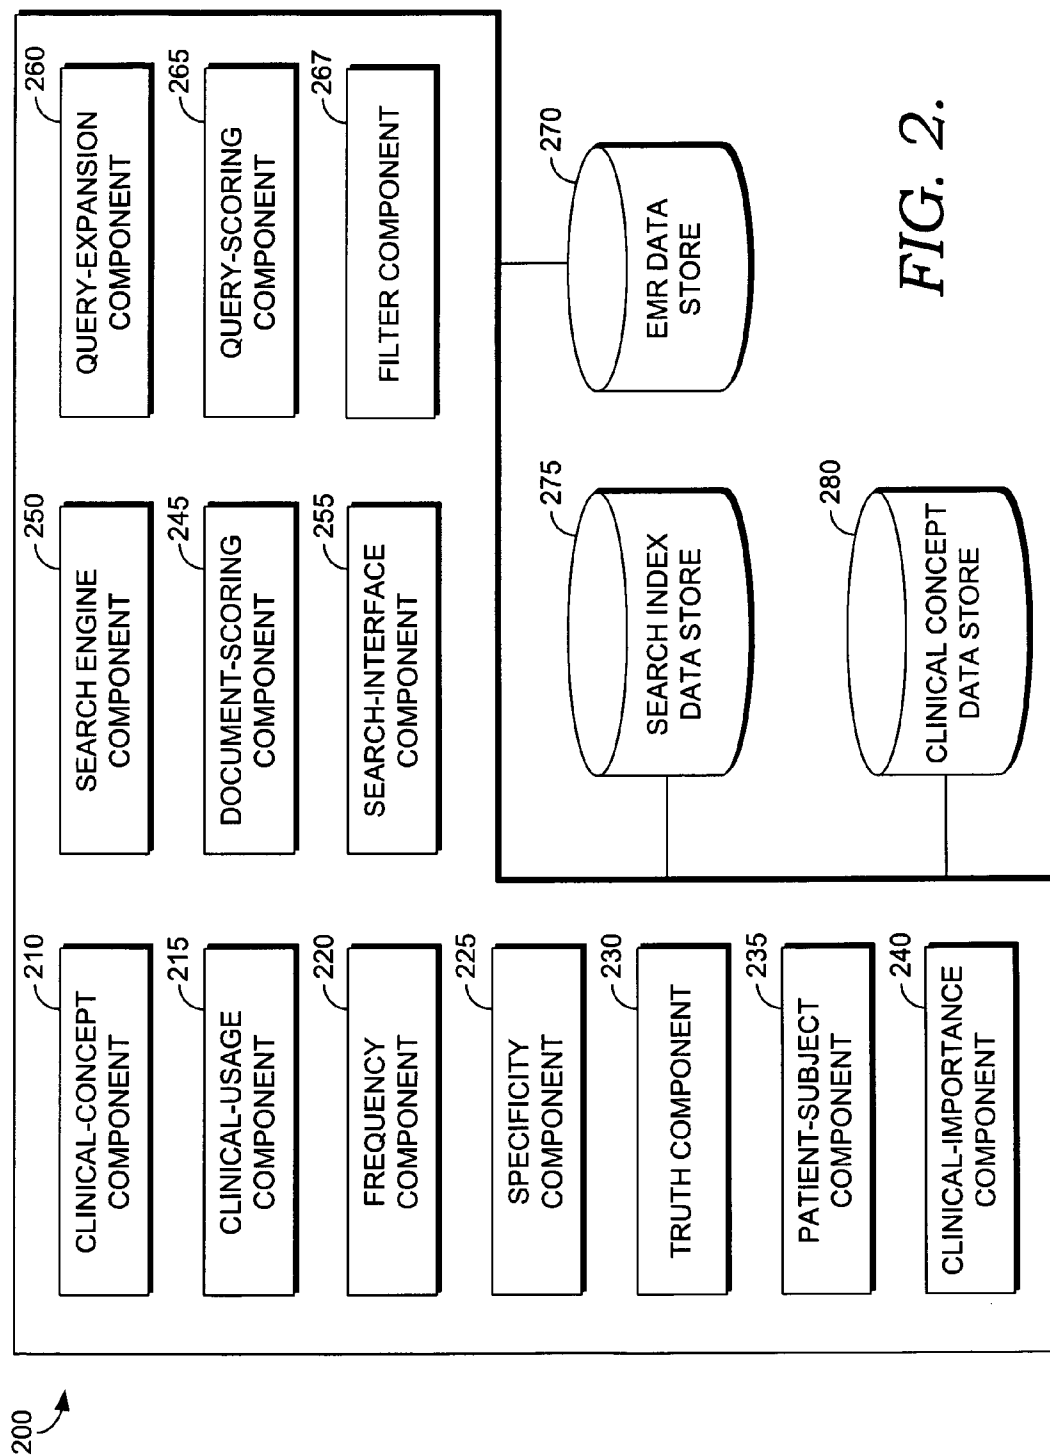 200
210
CLINICAL-CONCEPT
COMPONENT
215
CLINICAL-USAGE
COMPONENT
220
FREQUENCY
COMPONENT
225
SPECIFICITY
COMPONENT
230
TRUTH COMPONENT
235
PATIENT-SUBJECT
COMPONENT
240
CLINICAL-IMPORTANCE
COMPONENT
250
SEARCH ENGINE
COMPONENT
245
DOCUMENT-SCORING
COMPONENT
255
SEARCH-INTERFACE
COMPONENT
260
QUERY-EXPANSION
COMPONENT
265
QUERY-SCORING
COMPONENT
267
FILTER COMPONENT
275
SEARCH INDEX
DATA STORE
280
CLINICAL CONCEPT
DATA STORE
270
EMR DATA
STORE
FIG. 2.